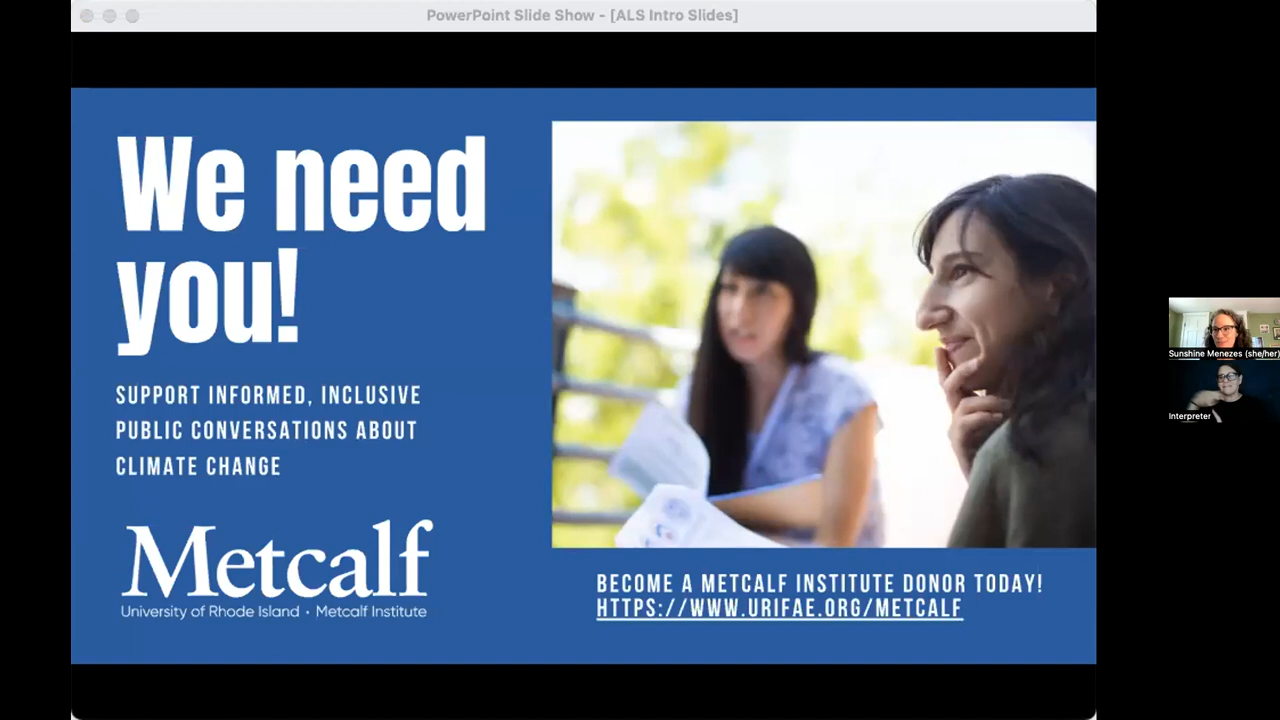 PowerPoint Slide Show - [ALS Intro Slides]
We need
you!
SUPPORT INFORMED, INCLUSIVE
PUBLIC CONVERSATIONS ABOUT
CLIMATE CHANGE
Metcalf
University of Rhode Island • Metcalf Institute
BECOME A METCALF INSTITUTE DONOR TODAY!
HTTPS://WWW.URIFAE.ORG/METCALF
Sunshine Menezes (she/her)
Interpreter